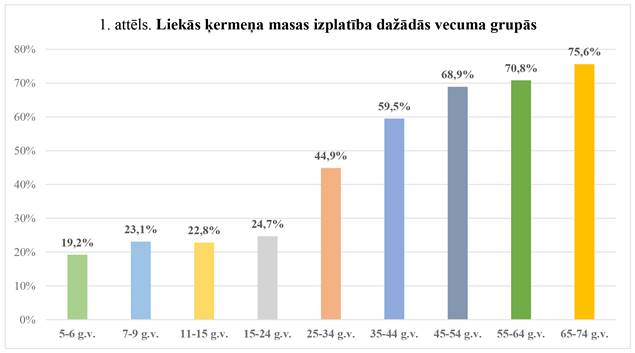 1. attēls. Liekās ķermeņa masas izplatība dažādās vecuma grupās
80%
70%
60%
50%
40%
30%
20%
10%
0%
19,2%
23,1%
22,8%
24,7%
44,9%
59,5%
68,9%
70,8%
75,6%
5-6 g.v.
7-9 g.v.
11-15 g.v.
15-24 g.v.
25-34 g.v.
35-44 g.v.
45-54 g.v.
55-64 g.v.
65-74 g.v.